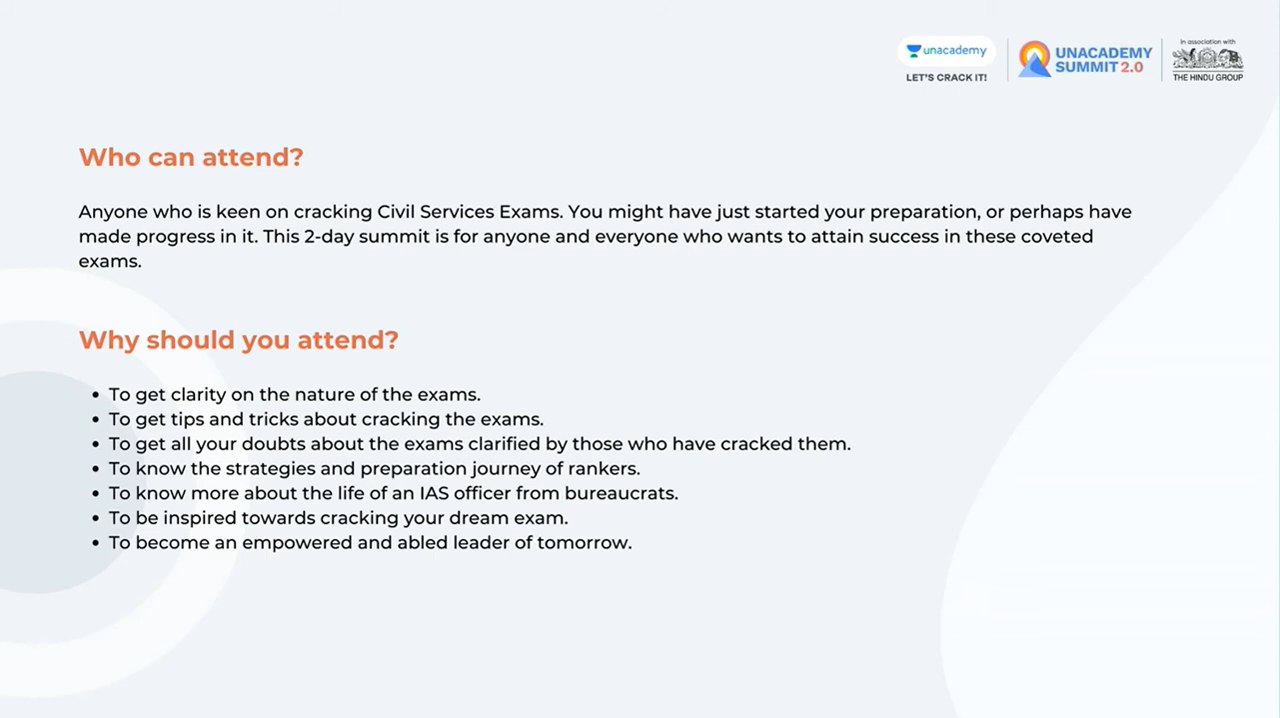 unacademy
LET'S CRACK IT!
UNACADEMY
SUMMIT 2.0
in association with
THE HINDU GROUP
Who can attend?
Anyone who is keen on cracking Civil Services Exams. You might have just started your preparation, or perhaps have
made progress in it. This 2-day summit is for anyone and everyone who wants to attain success in these coveted
exams.
Why should you attend?
• To get clarity on the nature of the exams.
• To get tips and tricks about cracking the exams.
• To get all your doubts about the exams clarified by those who have cracked them.
• To know the strategies and preparation journey of rankers.
• To know more about the life of an IAS officer from bureaucrats.
• To be inspired towards cracking your dream exam.
• To become an empowered and abled leader of tomorrow.